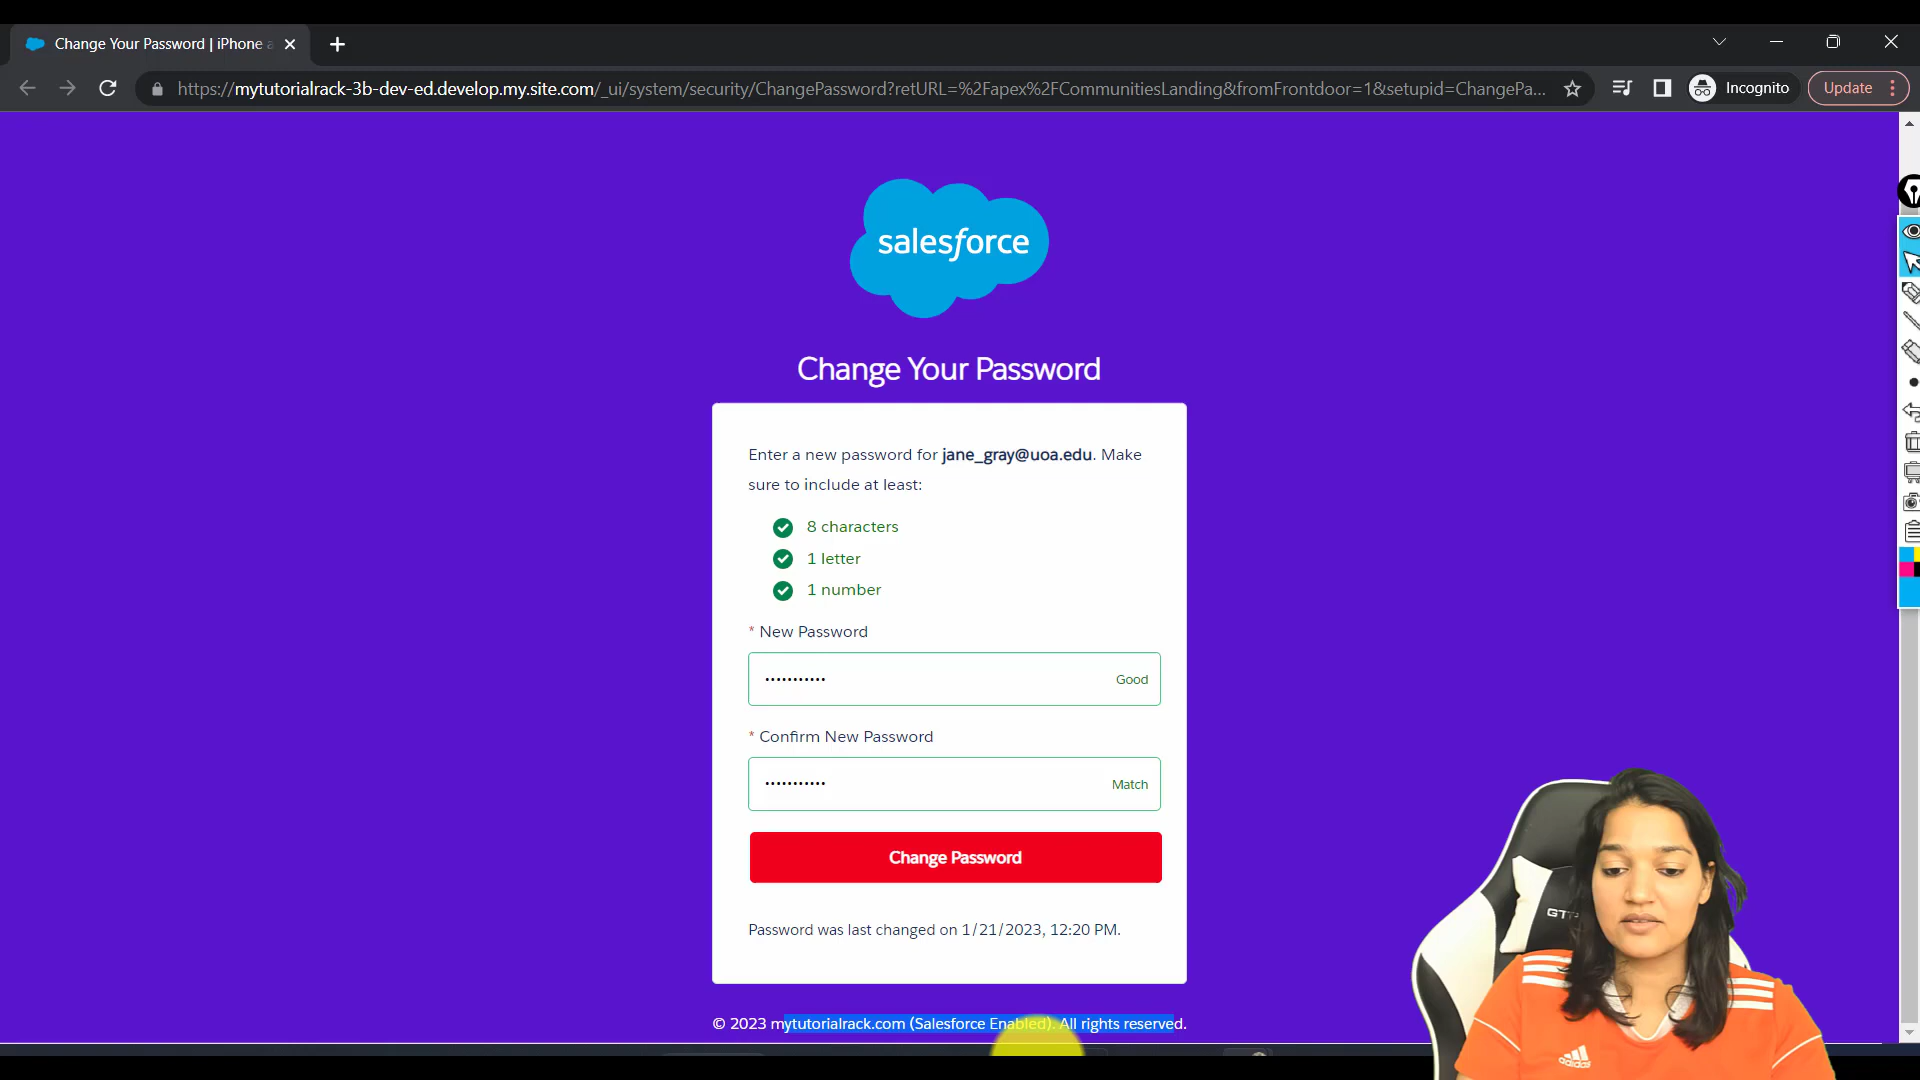 Change Your Password | iPhone a
https://mytutorialrack-3b-dev-ed.develop.my.site.com/_ui/system/security/ChangePassword?retURL=%2Fapex%2FCommunitiesLanding&fromFrontdoor=1&setupid=ChangePa...
Incognito
Update
salesforce
Change Your Password
Enter a new password for jane_gray@uoa.edu. Make
sure to include at least:
8 characters
1 letter
1 number
* New Password
•••••••••••
Good
* Confirm New Password
•••••••••••
Match
Change Password
Password was last changed on 1/21/2023, 12:20 PM.
© 2023 mytutorialrack.com (Salesforce Enabled). All rights reserved.
adidas